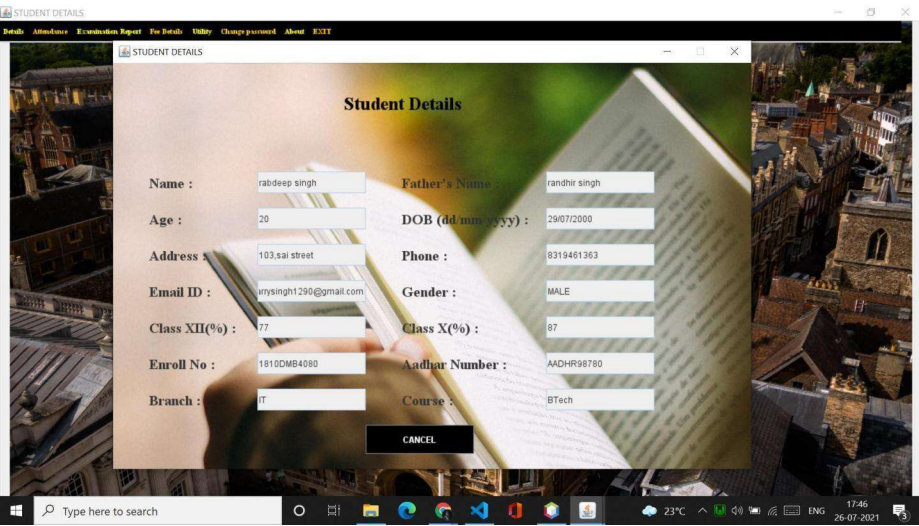 STUDENT DETAILS
Details Attendance Examination Report Fee Details Utility Change password About EXIT
STUDENT DETAILS
Student Details
Name : rabdeep singh Father's Name : randhir singh
Age : 20 DOB (dd/mm/yyyy) : 29/07/2000
Address : 103,sai street Phone : 8319461363
Email ID : arrysingh1290@gmail.com Gender : MALE
Class XII(%) : 77 Class X(%) : 87
Enroll No : 1810DMB4080 Aadhar Number : AADHR98780
Branch : IT Course : BTech
CANCEL
Type here to search 23°C ENG 17:46
26-07-2021 3